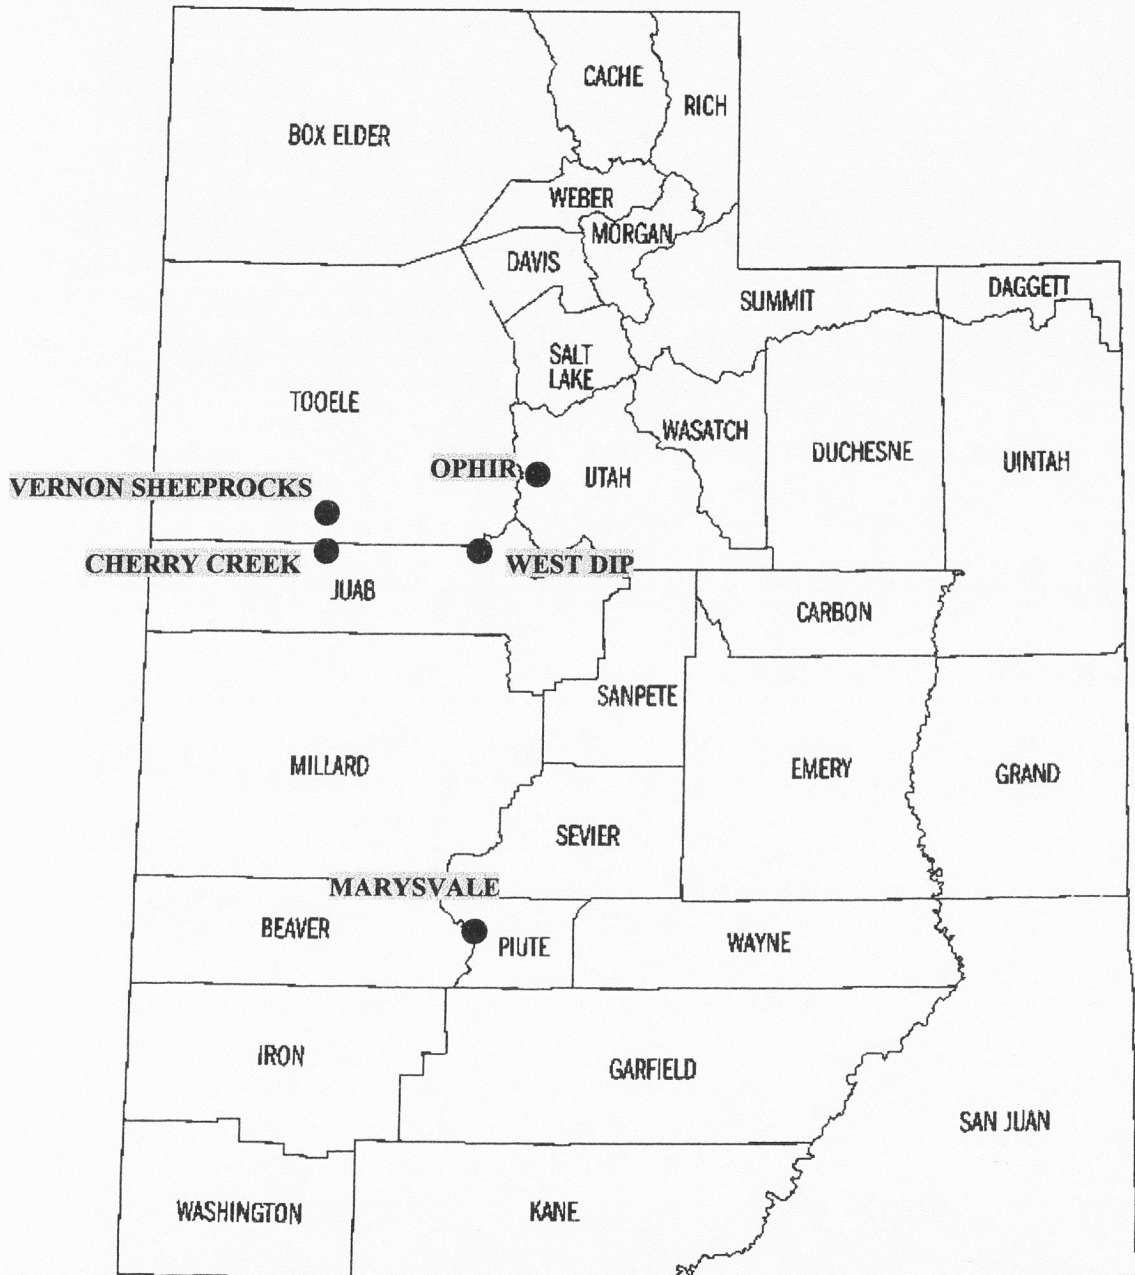 CACHE
RICH
BOX ELDER
WEBER
MORGAN
DAVIS
SUMMIT
DAGGETT
SALT
LAKE
TOOELE
WASATCH
DUCHESNE
UINTAH
OPHIR
UTAH
VERNON SHEEPROCKS
CHERRY CREEK
WEST DIP
JUAB
CARBON
SANPETE
MILLARD
EMERY
GRAND
SEVIER
MARYSVALE
BEAVER
PIUTE
WAYNE
IRON
GARFIELD
SAN JUAN
WASHINGTON
KANE